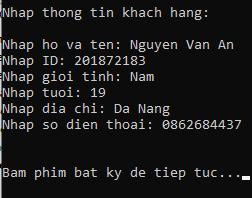 Nhap thong tin khach hang:
Nhap ho va ten: Nguyen Van An
Nhap ID: 201872183
Nhap gioi tinh: Nam
Nhap tuoi: 19
Nhap dia chi: Da Nang
Nhap so dien thoai: 0862684437
Bam phim bat ky de tiep tuc...